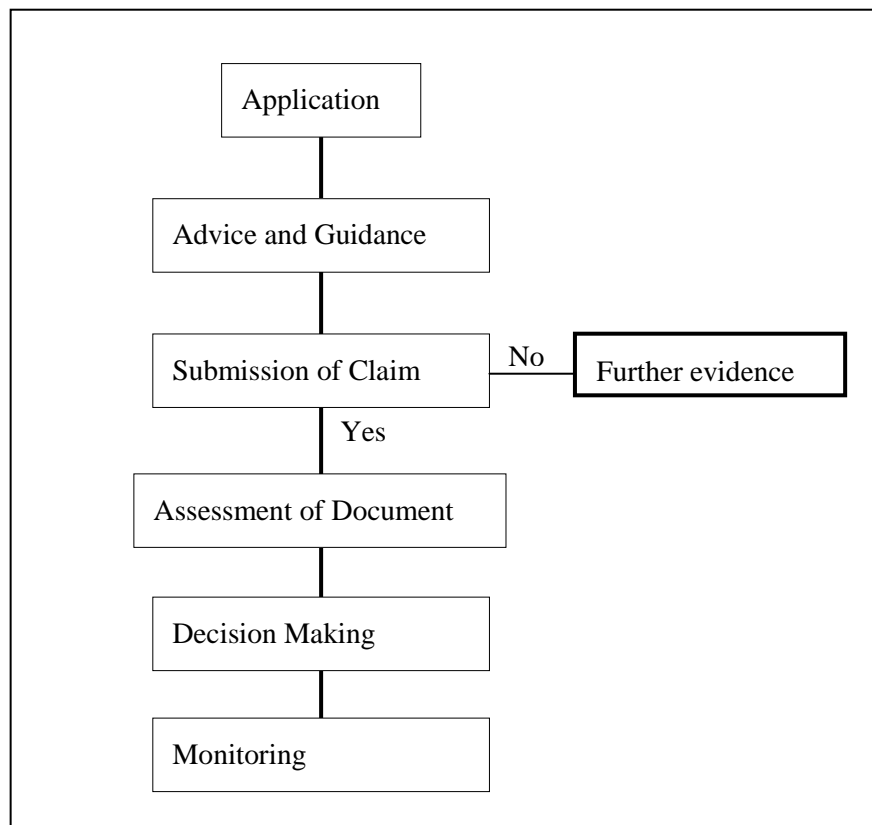 Application
Advice and Guidance
Submission of Claim
No
Further evidence
Yes
Assessment of Document
Decision Making
Monitoring